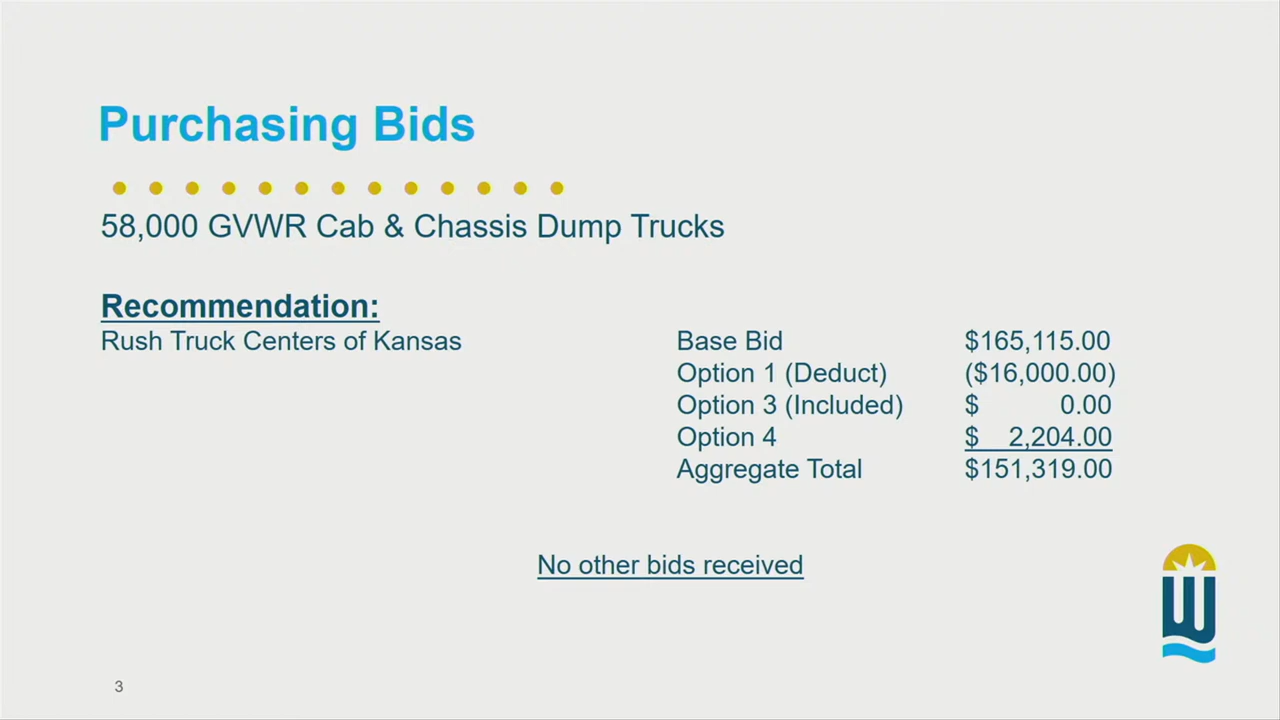 Purchasing Bids
58,000 GVWR Cab & Chassis Dump Trucks
Recommendation:
Rush Truck Centers of Kansas Base Bid $165,115.00
Option 1 (Deduct) ($16,000.00)
Option 3 (Included) $ 0.00
Option 4 $ 2,204.00
Aggregate Total $151,319.00
No other bids received
W
3